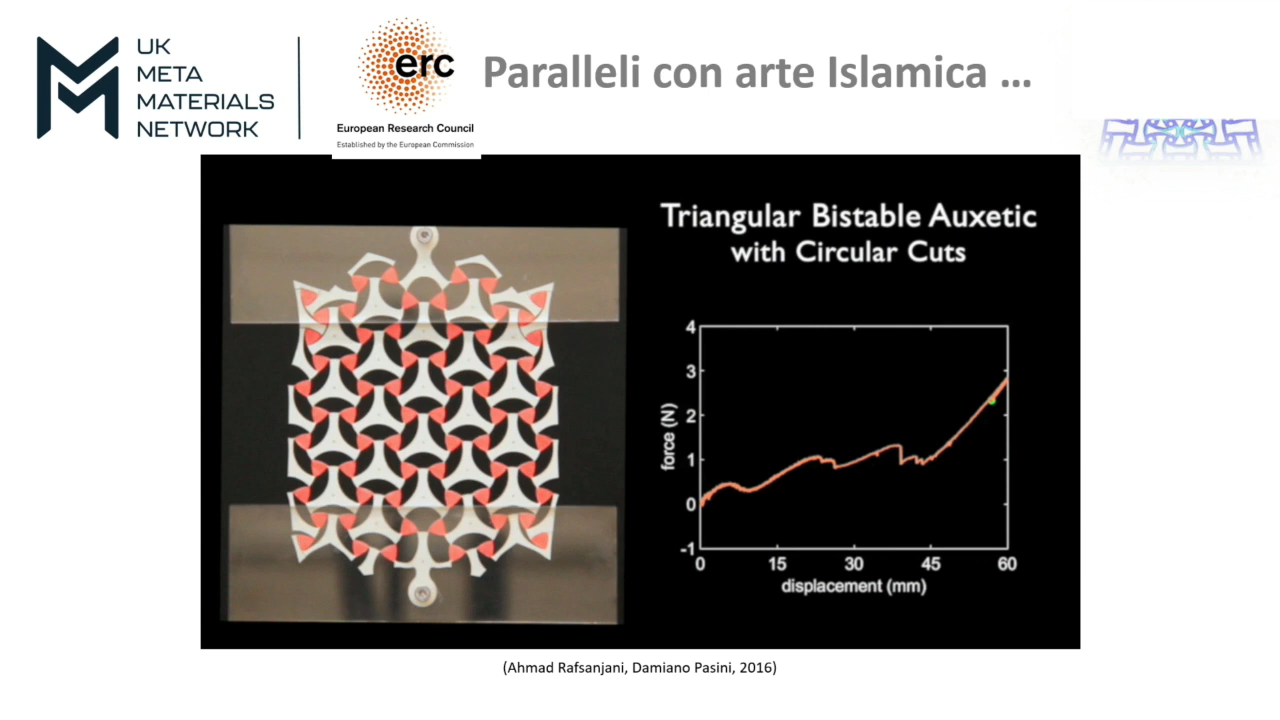 UK
META
MATERIALS
NETWORK
erc
European Research Council
Established by the European Commission
Paralleli con arte Islamica ...
Triangular Bistable Auxetic
with Circular Cuts
4
3
2
1
0
-1
force (N)
0 15 30 45 60
displacement (mm)
(Ahmad Rafsanjani, Damiano Pasini, 2016)